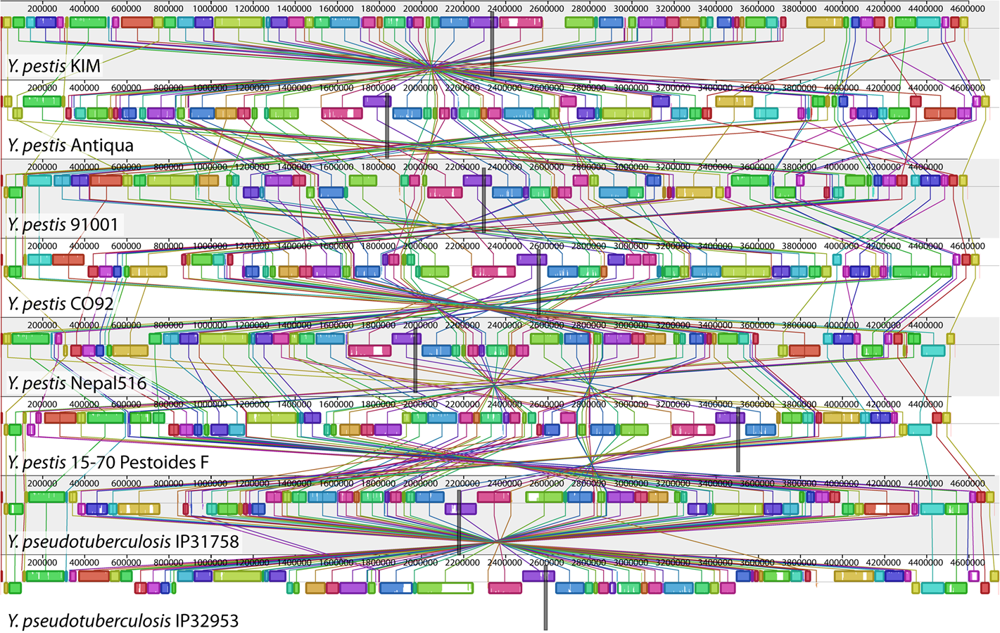 200000 400000 600000 800000 1000000 1200000 1400000 1600000 1800000 2000000 2200000 2400000 2600000 2800000 3000000 3200000 3400000 3600000 3800000 4000000 4200000 4400000 4600000
Y. pestis KIM
200000 400000 600000 800000 1000000 1200000 1400000 1600000 1800000 2000000 2200000 2400000 2600000 2800000 3000000 3200000 3400000 3600000 3800000 4000000 4200000 4400000 4600000
Y. pestis Antiqua
200000 400000 600000 800000 1000000 1200000 1400000 1600000 1800000 2000000 2200000 2400000 2600000 2800000 3000000 3200000 3400000 3600000 3800000 4000000 4200000 4400000
Y. pestis 91001
200000 400000 600000 800000 1000000 1200000 1400000 1600000 1800000 2000000 2200000 2400000 2600000 2800000 3000000 3200000 3400000 3600000 3800000 4000000 4200000 4400000 4600000
Y. pestis CO92
200000 400000 600000 800000 1000000 1200000 1400000 1600000 1800000 2000000 2200000 2400000 2600000 2800000 3000000 3200000 3400000 3600000 3800000 4000000 4200000 4400000
Y. pestis Nepal516
200000 400000 600000 800000 1000000 1200000 1400000 1600000 1800000 2000000 2200000 2400000 2600000 2800000 3000000 3200000 3400000 3600000 3800000 4000000 4200000 4400000
Y. pestis 15-70 Pestoides F
200000 400000 600000 800000 1000000 1200000 1400000 1600000 1800000 2000000 2200000 2400000 2600000 2800000 3000000 3200000 3400000 3600000 3800000 4000000 4200000 4400000 4600000
Y. pseudotuberculosis IP31758
200000 400000 600000 800000 1000000 1200000 1400000 1600000 1800000 2000000 2200000 2400000 2600000 2800000 3000000 3200000 3400000 3600000 3800000 4000000 4200000 4400000 4600000
Y. pseudotuberculosis IP32953